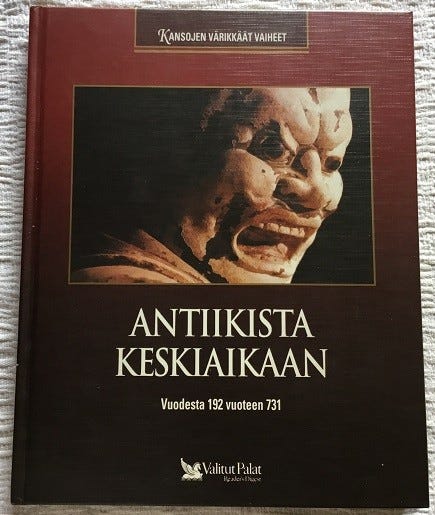 KANSOJEN VÄRIKKÄÄT VAIHEET
ANTIIKISTA
KESKIAIKAAN
Vuodesta 192 vuoteen 731
Valitut Palat
Reader's Digest